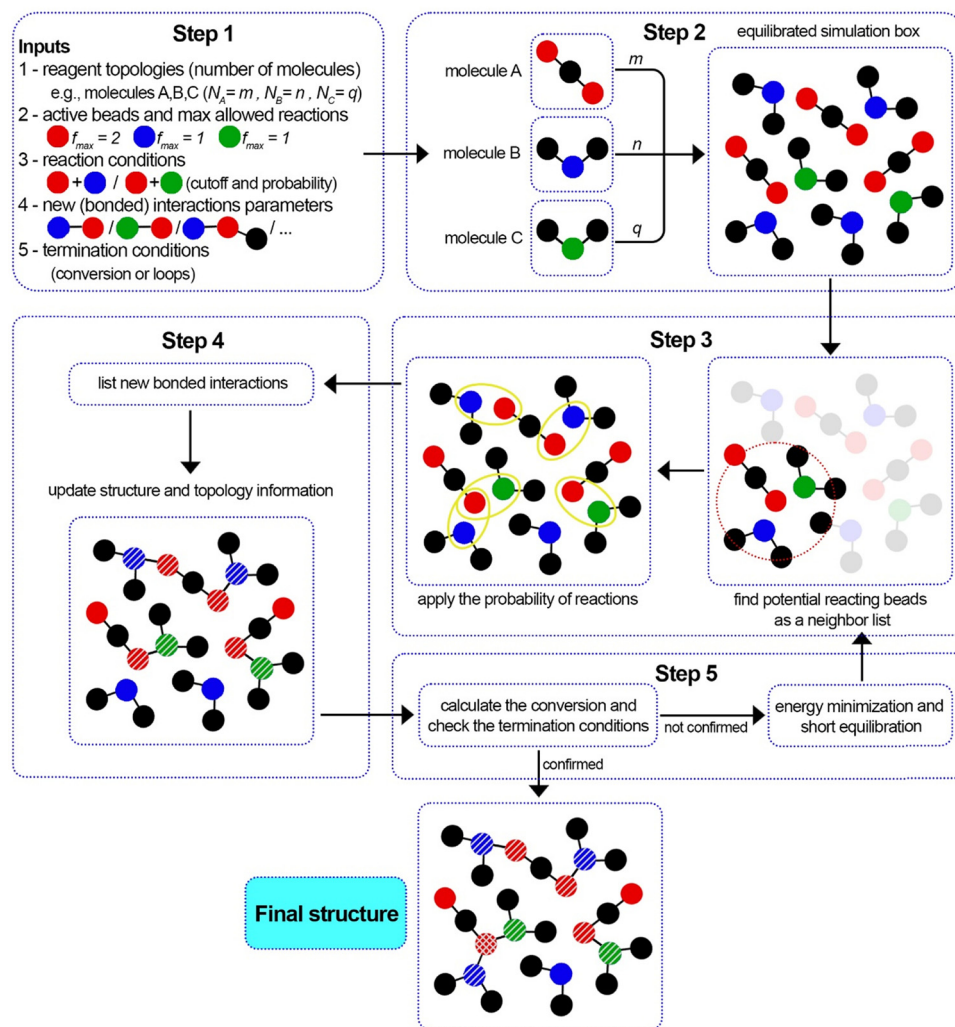 Step 1
Inputs
1 - reagent topologies (number of molecules)
e.g., molecules A,B,C (N_A= m , N_B= n , N_C= q)
2 - active beads and max allowed reactions
f_max = 2 f_max = 1 f_max = 1
3 - reaction conditions
+ / + (cutoff and probability)
4 - new (bonded) interactions parameters
/ / / ...
5 - termination conditions
(conversion or loops)
Step 2
equilibrated simulation box
molecule A
m
molecule B
n
molecule C
q
Step 3
find potential reacting beads
as a neighbor list
apply the probability of reactions
Step 4
list new bonded interactions
update structure and topology information
Step 5
calculate the conversion and
check the termination conditions
not confirmed
energy minimization and
short equilibration
confirmed
Final structure